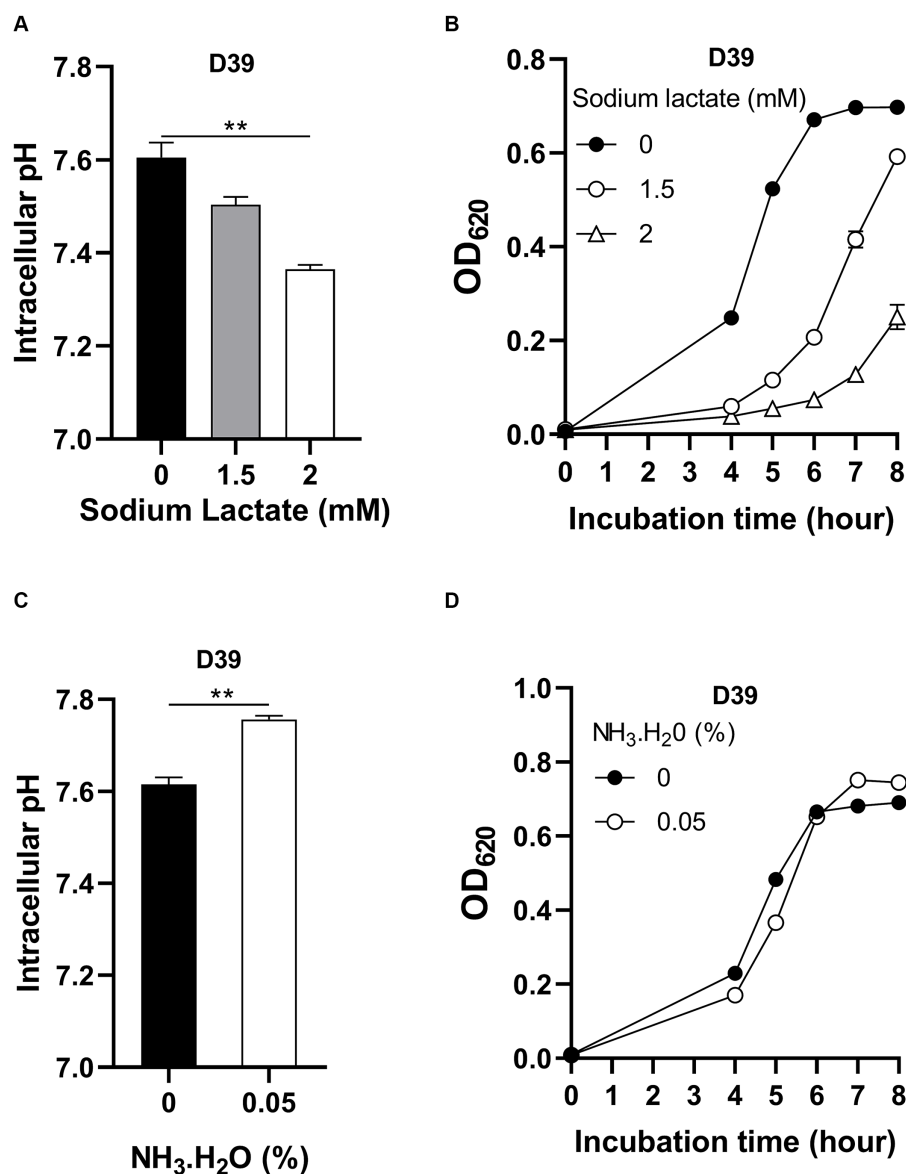 A
D39
7.8
7.6
7.4
7.2
7.0
Intracellular pH
**
0 1.5 2
Sodium Lactate (mM)
B
D39
Sodium lactate (mM)
0
1.5
2
0.8
0.6
0.4
0.2
0.0
OD620
0 1 2 3 4 5 6 7 8
Incubation time (hour)
C
D39
**
7.8
7.6
7.4
7.2
7.0
Intracellular pH
0 0.05
NH3.H2O (%)
D
D39
NH3.H20 (%)
0
0.05
1.0
0.8
0.6
0.4
0.2
0.0
OD620
0 1 2 3 4 5 6 7 8
Incubation time (hour)